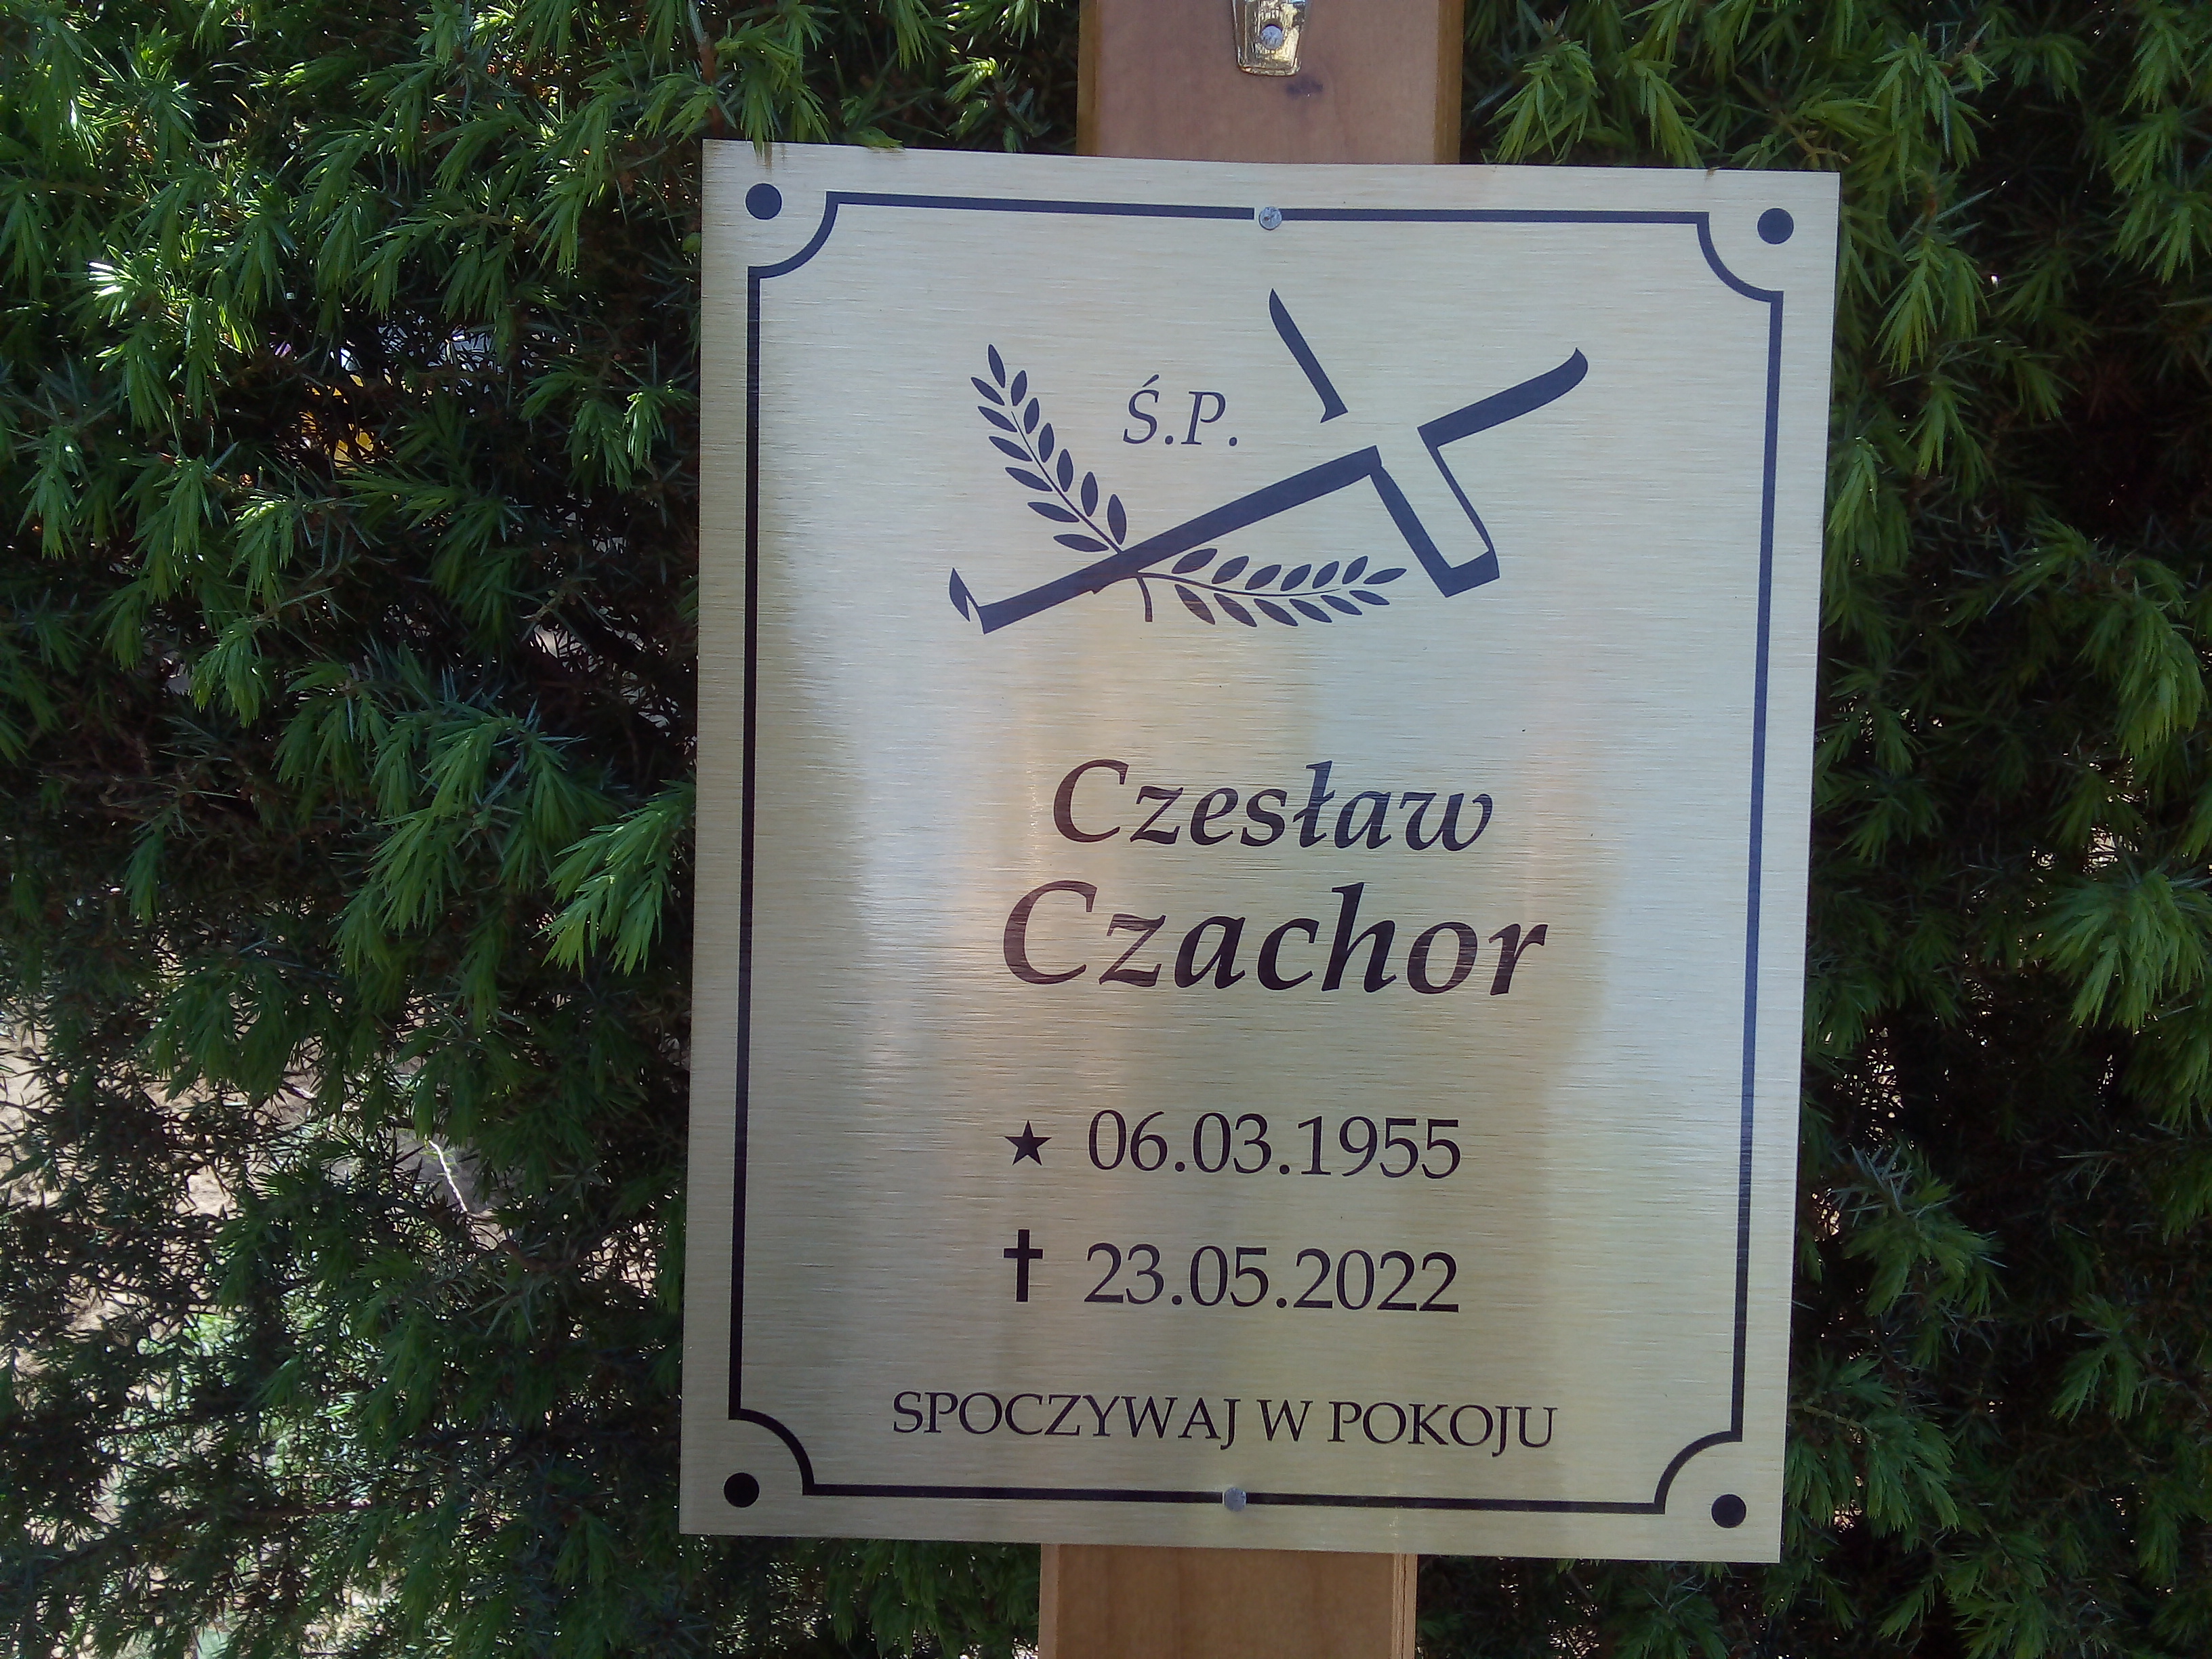 Ś.P.
Czesław
Czachor
★ 06.03.1955
✝ 23.05.2022
SPOCZYWAJ W POKOJU